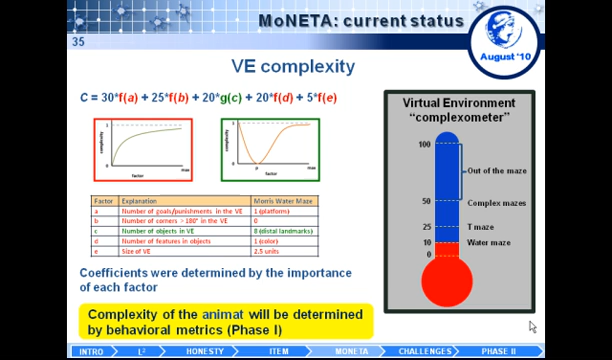 MoNETA: current status
35
August '10
VE complexity
C = 30*f(a) + 25*f(b) + 20*g(c) + 20*f(d) + 5*f(e)
complexity
1
factor
max
complexity
1
factor
max
Factor Explanation Morris Water Maze
a Number of goals/punishments in the VE 1 (platform)
b Number of corners > 180° in the VE 0
c Number of objects in VE 8 (distal landmarks)
d Number of features in objects 1 (color)
e Size of VE 2.5 units
Coefficients were determined by the importance
of each factor
Complexity of the animat will be determined
by behavioral metrics (Phase I)
Virtual Environment
“complexometer”
100
Out of the maze
50
Complex mazes
25
T maze
10
Water maze
0
INTRO L² HONESTY ITEM MONETA CHALLENGES PHASE II